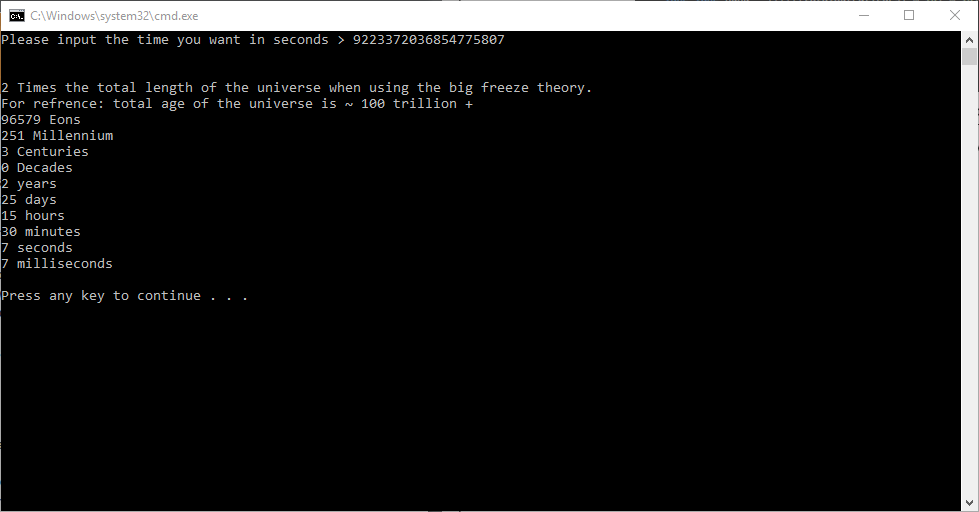 C:\Windows\system32\cmd.exe
Please input the time you want in seconds > 9223372036854775807
2 Times the total length of the universe when using the big freeze theory.
For refrence: total age of the universe is ~ 100 trillion +
96579 Eons
251 Millennium
3 Centuries
0 Decades
2 years
25 days
15 hours
30 minutes
7 seconds
7 milliseconds
Press any key to continue . . .